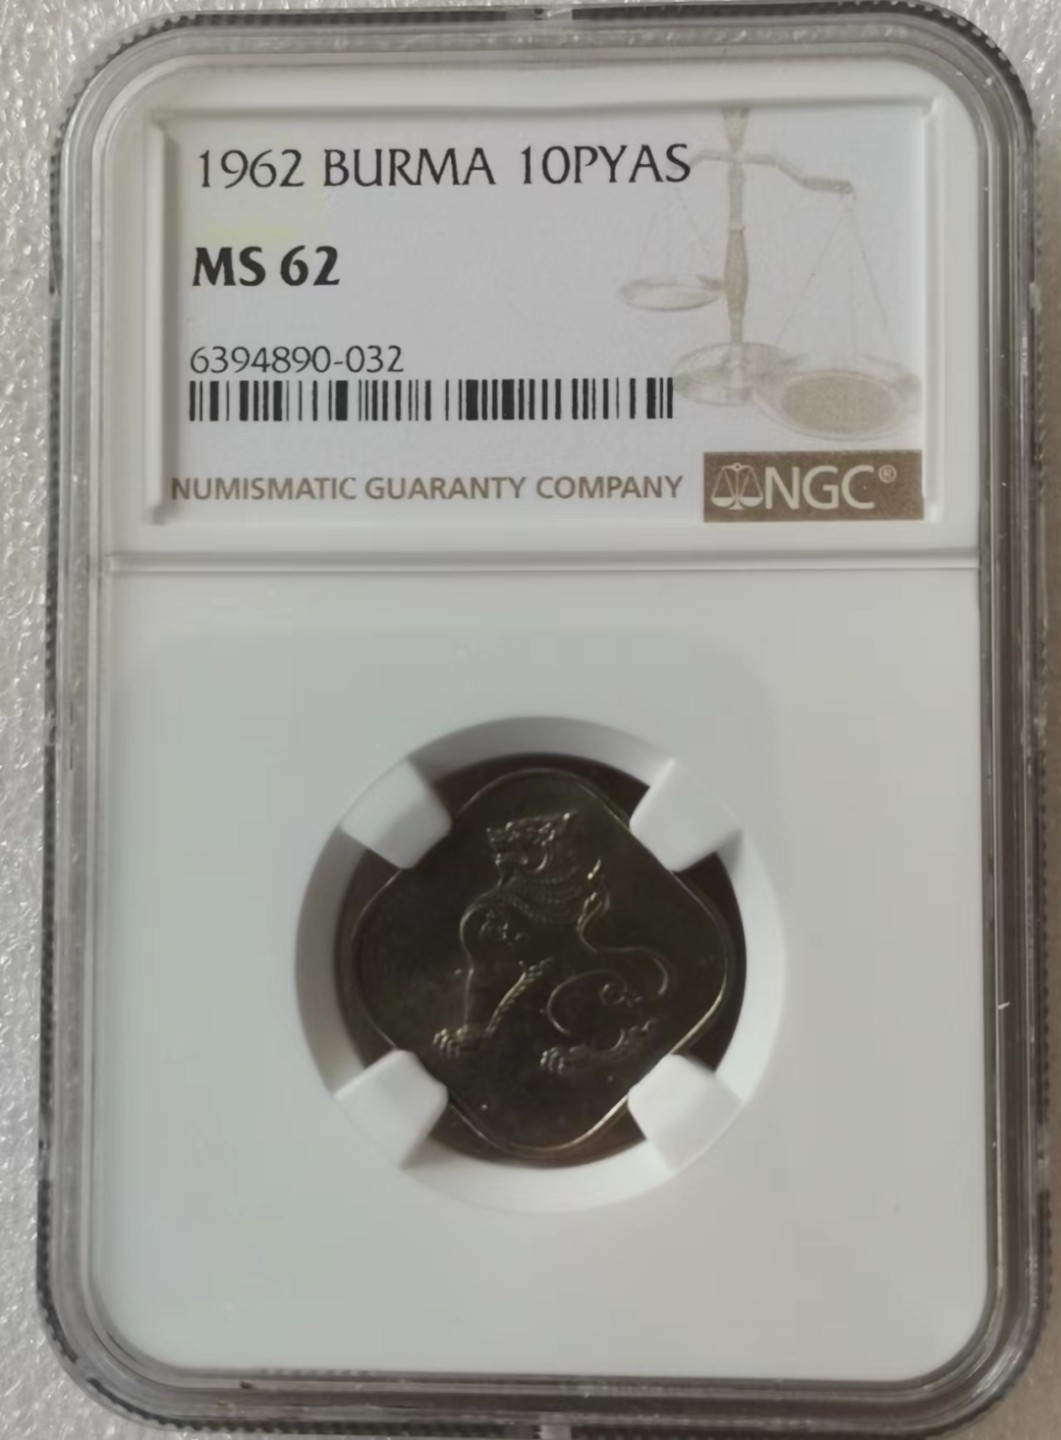 1962 BURMA 10PYAS
MS 62
6394890-032
NUMISMATIC GUARANTY COMPANY
NGC®